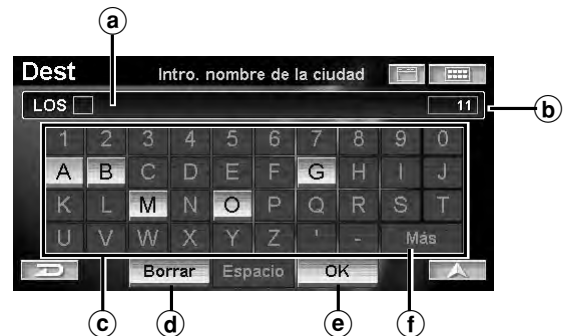 a
Dest Intro. nombre de la ciudad
LOS 11
b
1 2 3 4 5 6 7 8 9 0
A B C D E F G H I J
K L M N O P Q R S T
U V W X Y Z ' - Más
Borrar Espacio OK
c d e f